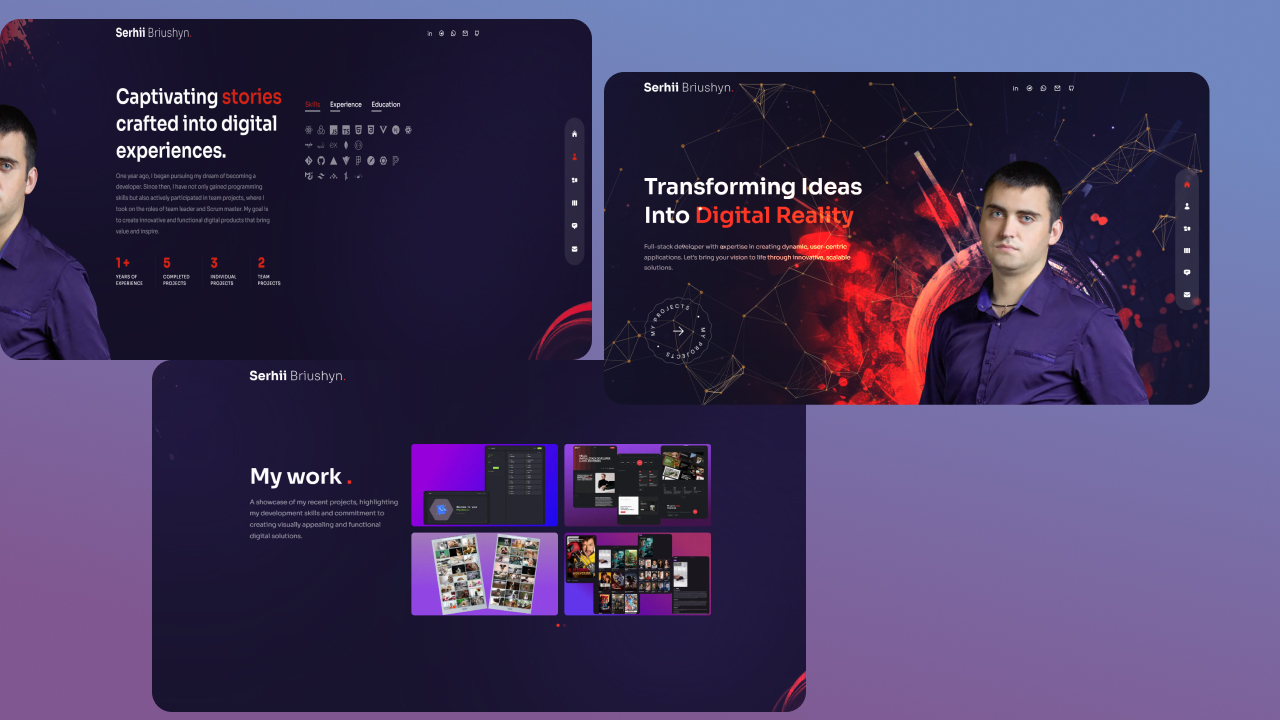 Serhii Briushyn.
Captivating stories
crafted into digital
experiences.
One year ago, I began pursuing my dream of becoming a
developer. Since then, I have not only gained programming
skills but also actively participated in team projects, where I
took on the roles of team leader and Scrum master. My goal is
to create innovative and functional digital products that bring
value and inspire.
1+ 5 3 2
YEARS OF COMPLETED INDIVIDUAL TEAM
EXPERIENCE PROJECTS PROJECTS PROJECTS
Skills Experience Education
Serhii Briushyn.
Transforming Ideas
Into Digital Reality
Full-stack developer with expertise in creating dynamic, user-centric
applications. Let's bring your vision to life through innovative, scalable
solutions.
MY PROJECTS • MY PROJECTS •
Serhii Briushyn.
My work .
A showcase of my recent projects, highlighting
my development skills and commitment to
creating visually appealing and functional
digital solutions.